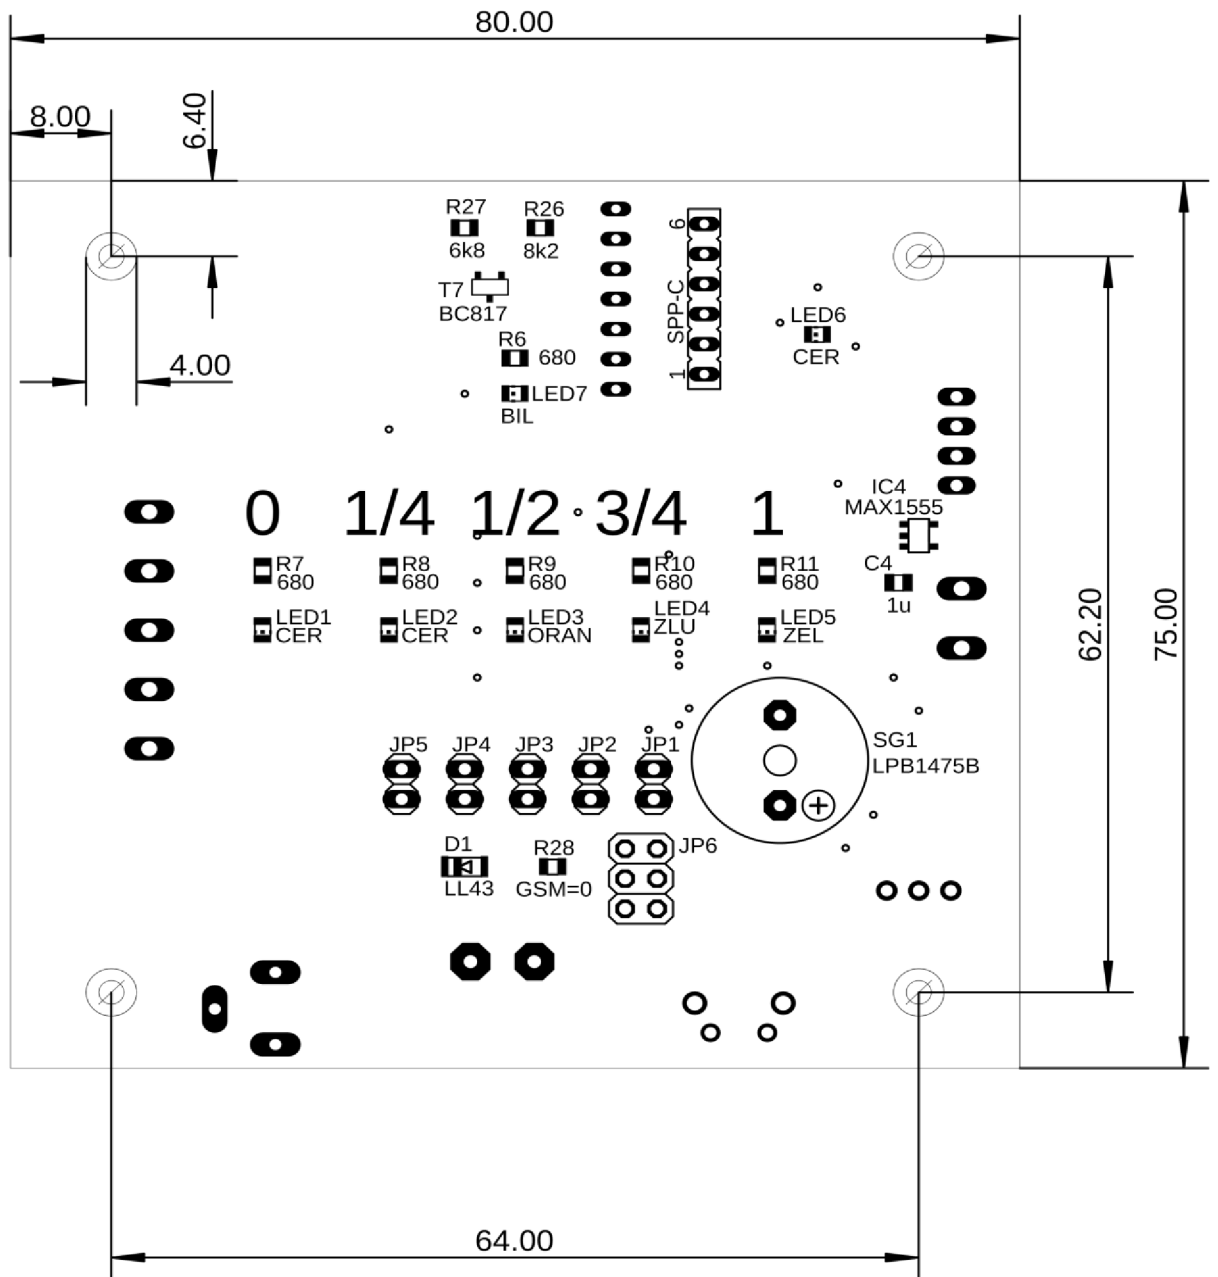 80.00
8.00
6.40
R27
6k8
R26
8k2
6
SPP-C
1
T7
BC817
LED6
CER
R6
680
4.00
LED7
BIL
IC4
MAX1555
0
1/4
1/2
3/4
1
C4
1u
R7
680
R8
680
R9
680
R10
680
R11
680
LED1
CER
LED2
CER
LED3
ORAN
LED4
ZLU
LED5
ZEL
62.20
75.00
JP5
JP4
JP3
JP2
JP1
SG1
LPB1475B
D1
LL43
R28
GSM=0
JP6
64.00